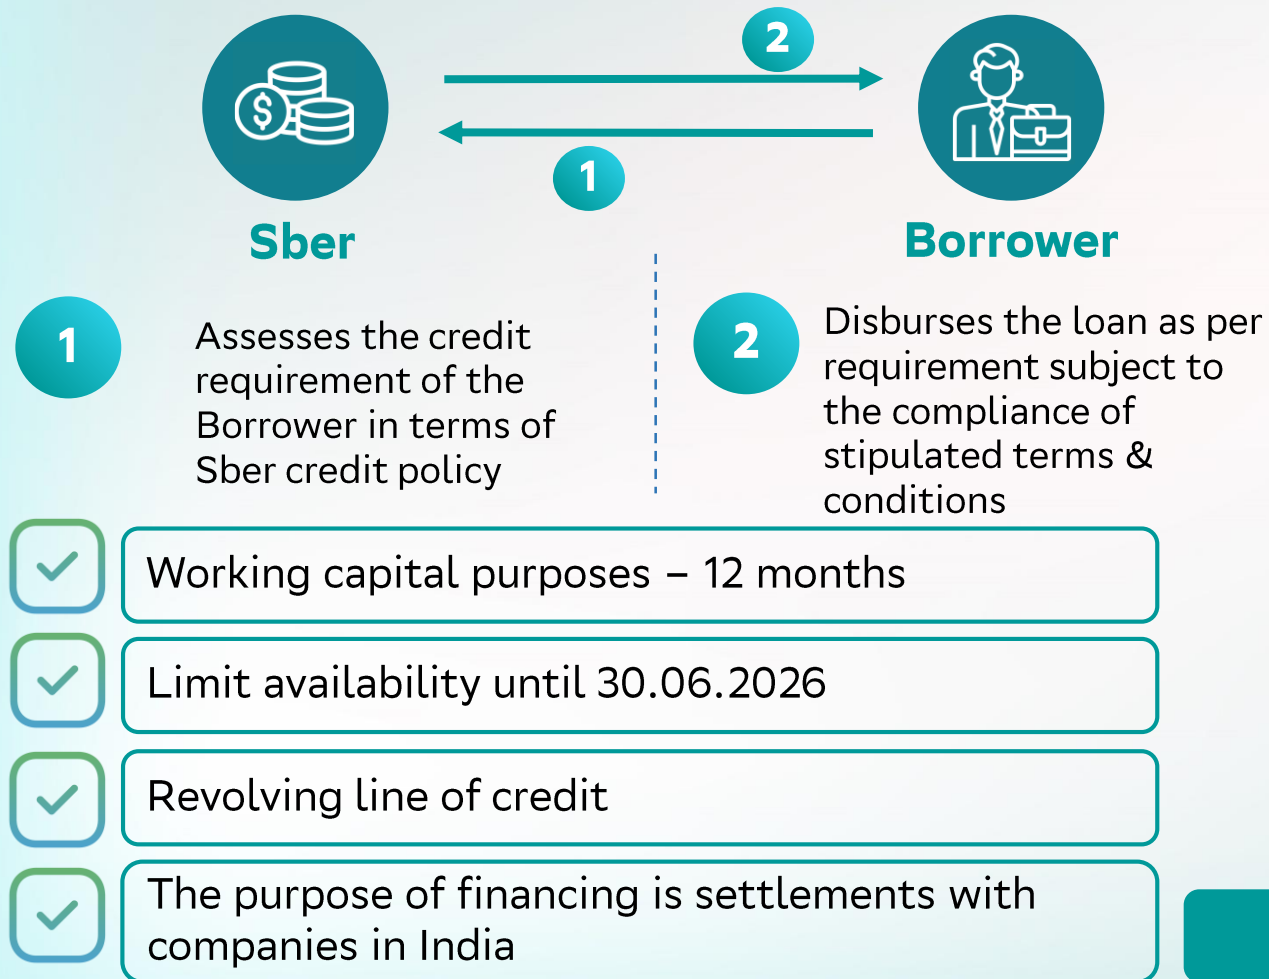 2
1
Sber
Borrower
1
Assesses the credit
requirement of the
Borrower in terms of
Sber credit policy
2
Disburses the loan as per
requirement subject to
the compliance of
stipulated terms &
conditions
Working capital purposes – 12 months
Limit availability until 30.06.2026
Revolving line of credit
The purpose of financing is settlements with
companies in India